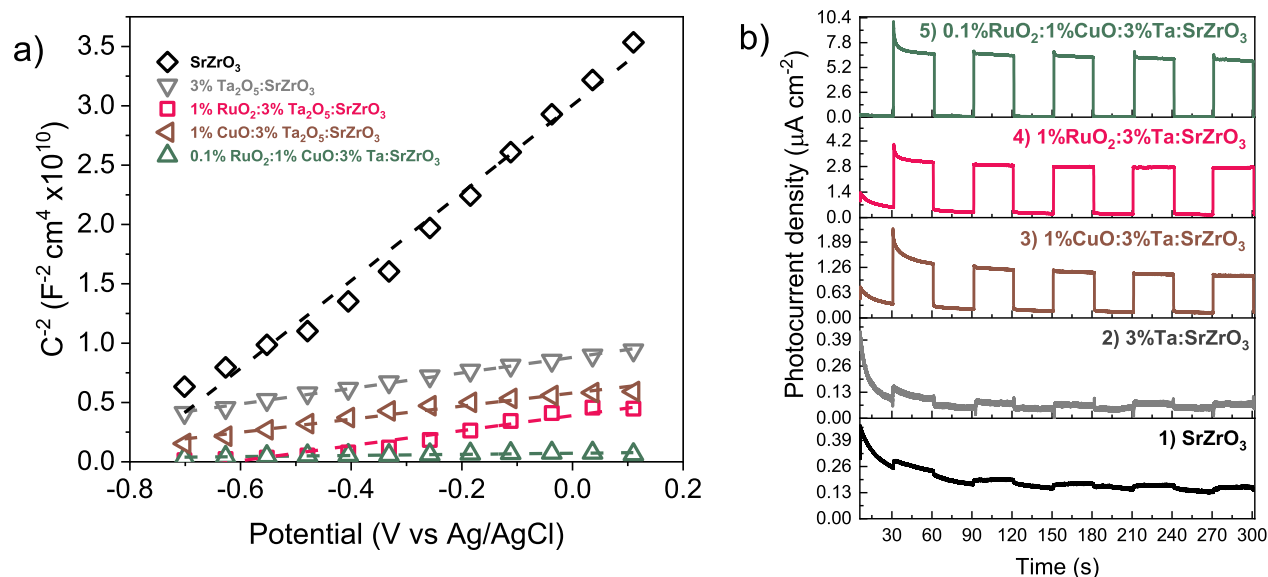 a)
C⁻² (F⁻² cm⁴ x10¹⁰)
3.5
3.0
2.5
2.0
1.5
1.0
0.5
0.0
SrZrO₃
3% Ta₂O₅:SrZrO₃
1% RuO₂:3% Ta₂O₅:SrZrO₃
1% CuO:3% Ta₂O₅:SrZrO₃
0.1% RuO₂:1% CuO:3% Ta:SrZrO₃
-0.8 -0.6 -0.4 -0.2 0.0 0.2
Potential (V vs Ag/AgCl)
b)
Photocurrent density (µA cm⁻²)
10.4
7.8
5.2
2.6
0.0
5) 0.1%RuO₂:1%CuO:3%Ta:SrZrO₃
4.2
2.8
1.4
0.0
4) 1%RuO₂:3%Ta:SrZrO₃
1.89
1.26
0.63
0.00
3) 1%CuO:3%Ta:SrZrO₃
0.39
0.26
0.13
0.00
2) 3%Ta:SrZrO₃
0.39
0.26
0.13
0.00
1) SrZrO₃
30 60 90 120 150 180 210 240 270 300
Time (s)